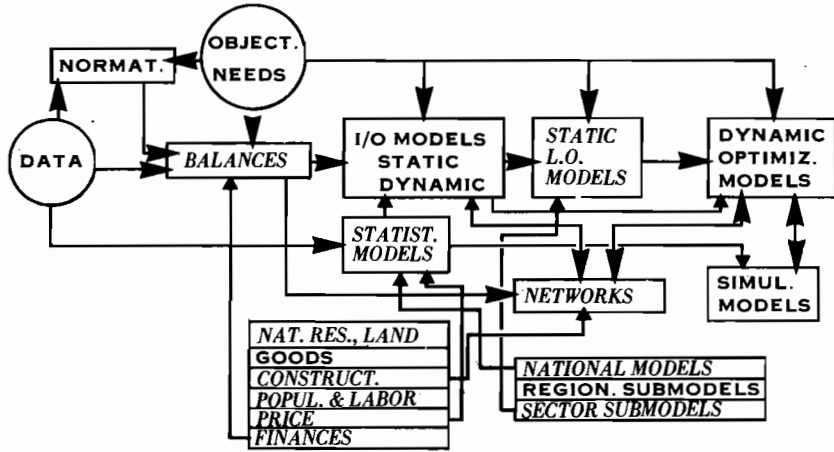 OBJECT.
NEEDS
NORMAT.
DATA
BALANCES
I/O MODELS
STATIC
DYNAMIC
STATIC
L.O.
MODELS
DYNAMIC
OPTIMIZ.
MODELS
STATIST.
MODELS
NETWORKS
SIMUL.
MODELS
NAT. RES., LAND
GOODS
CONSTRUCT.
POPUL. & LABOR
PRICE
FINANCES
NATIONAL MODELS
REGION. SUBMODELS
SECTOR SUBMODELS